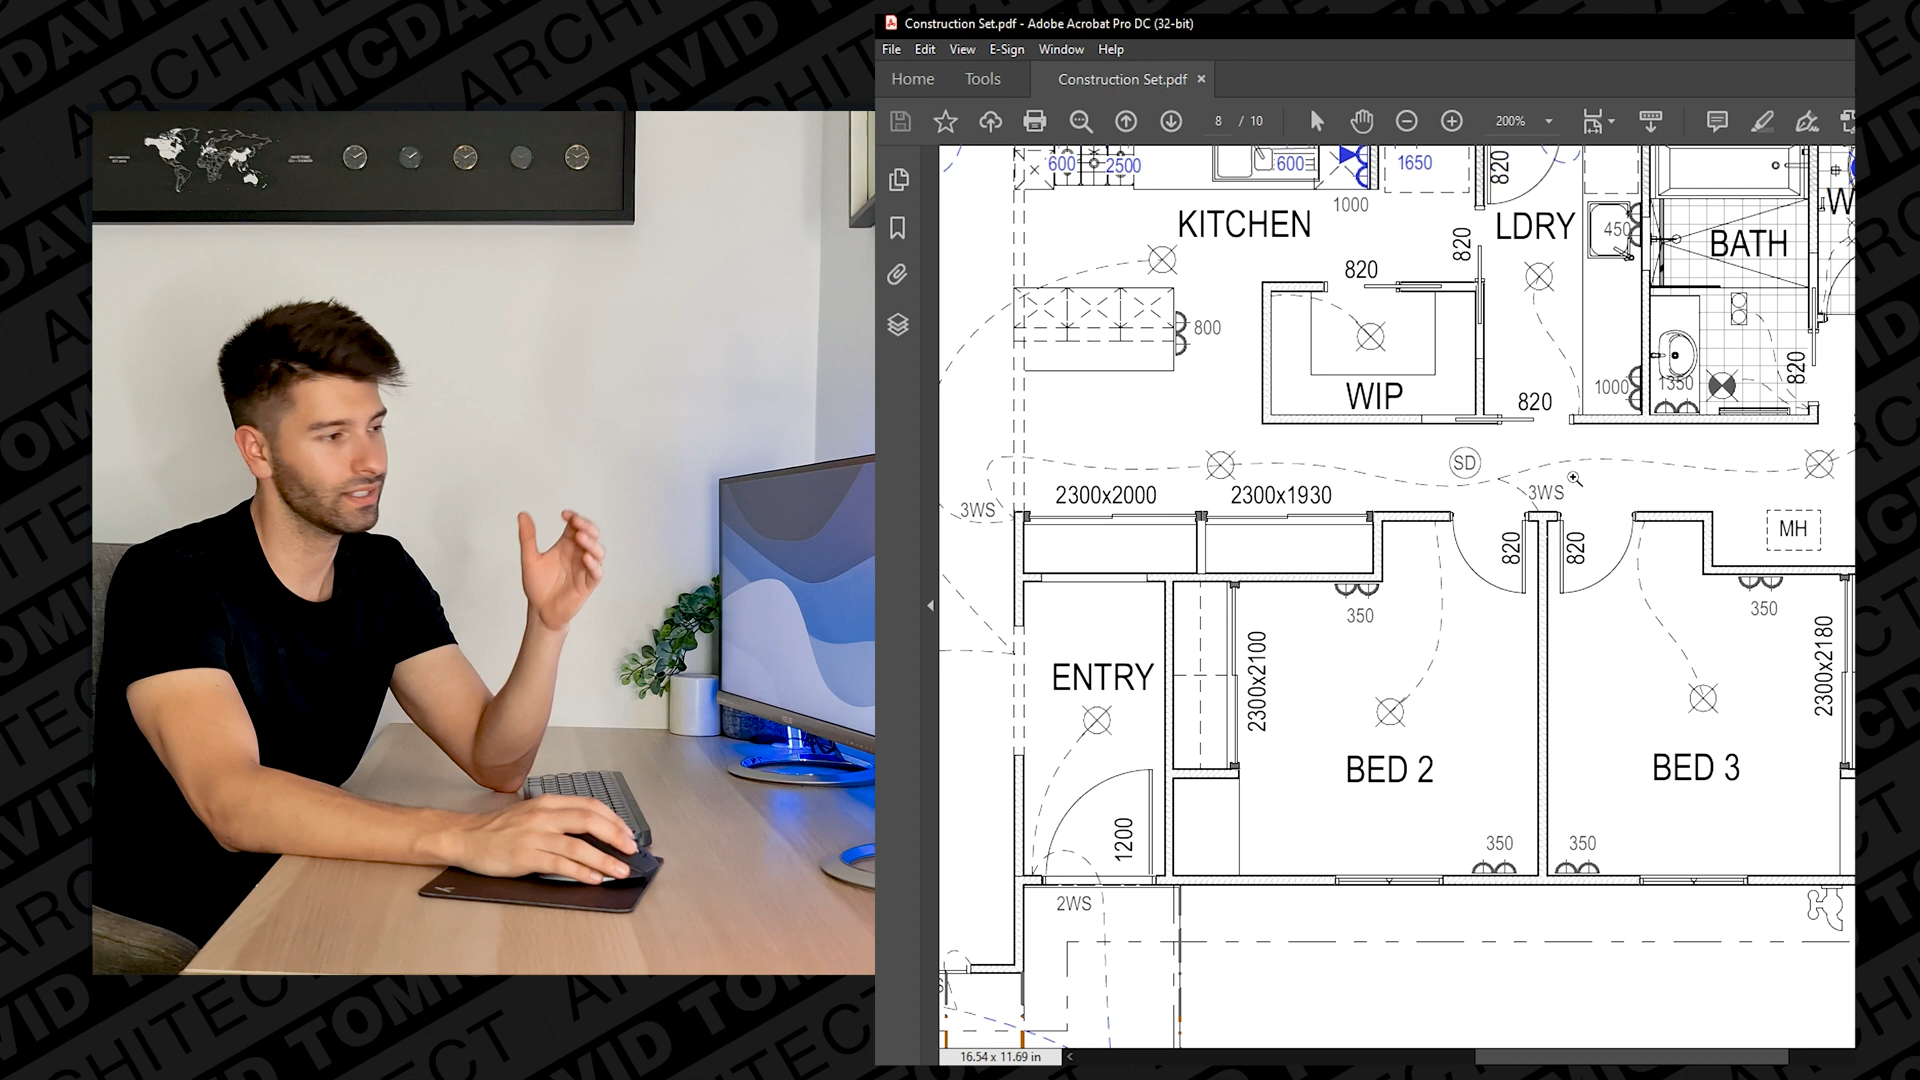 Construction Set.pdf - Adobe Acrobat Pro DC (32-bit)
File Edit View E-Sign Window Help
Home Tools Construction Set.pdf ×
8 / 10 200%
600 2500 600 1650 820
1000
KITCHEN 820 LDRY 450 BATH W
820
800
WIP 820 1000 1350 820
SD
3WS 2300x2000 2300x1930 3WS
MH
820 820
350 350
2300x2100 2300x2180
ENTRY
BED 2 BED 3
1200
350 350
2WS
16.54 x 11.69 in
DAVID TOMIC
ARCHITECT